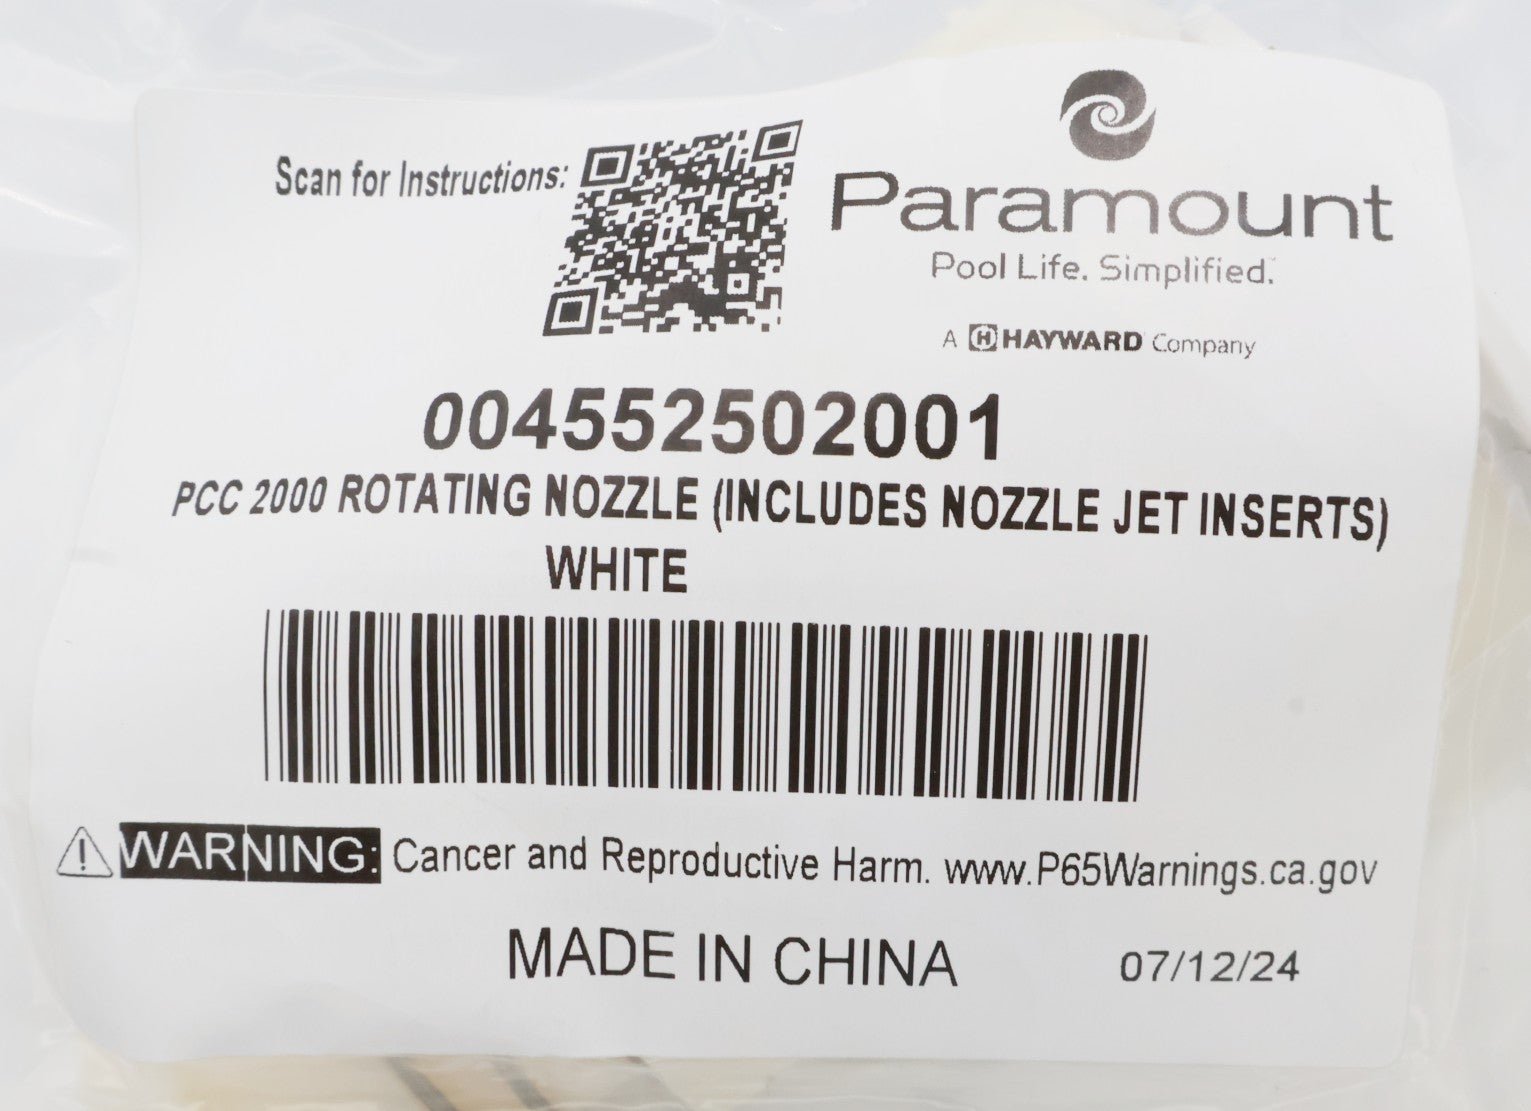 Scan for Instructions:
Paramount
Pool Life. Simplified.™
A H HAYWARD Company
004552502001
PCC 2000 ROTATING NOZZLE (INCLUDES NOZZLE JET INSERTS)
WHITE
WARNING: Cancer and Reproductive Harm. www.P65Warnings.ca.gov
MADE IN CHINA
07/12/24